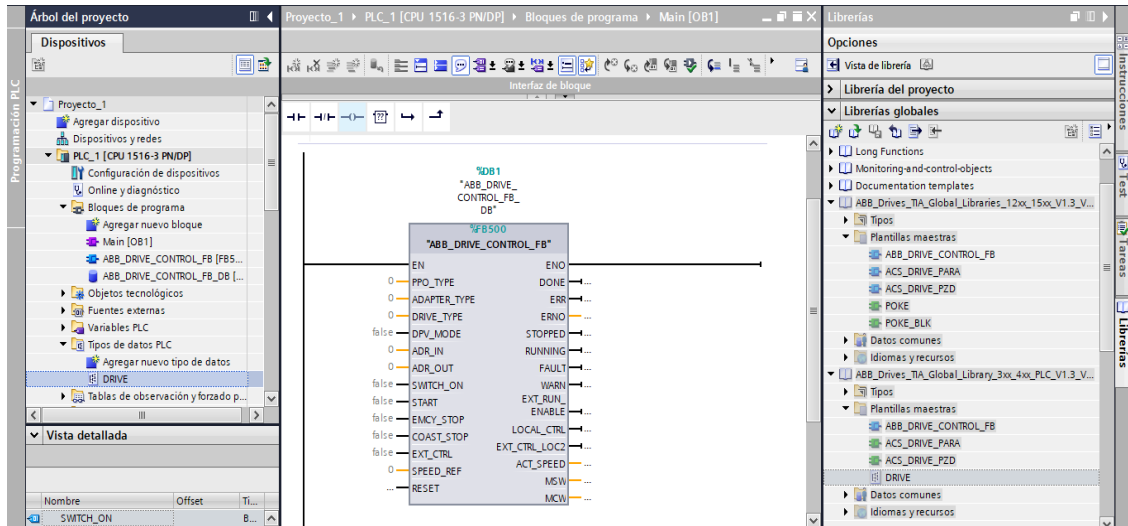 Árbol del proyecto
Dispositivos
Programación PLC
Proyecto_1
Agregar dispositivo
Dispositivos y redes
PLC_1 [CPU 1516-3 PN/DP]
Configuración de dispositivos
Online y diagnóstico
Bloques de programa
Agregar nuevo bloque
Main [OB1]
ABB_DRIVE_CONTROL_FB [FB5...
ABB_DRIVE_CONTROL_FB_DB [...
Objetos tecnológicos
Fuentes externas
Variables PLC
Tipos de datos PLC
Agregar nuevo tipo de datos
DRIVE
Tablas de observación y forzado p...
Vista detallada
Nombre Offset Ti...
SWITCH_ON B...
Proyecto_1 PLC_1 [CPU 1516-3 PN/DP] Bloques de programa Main [OB1]
Interfaz de bloque
??
%DB1
"ABB_DRIVE_
CONTROL_FB_
DB"
%FB500
"ABB_DRIVE_CONTROL_FB"
EN ENO
0 PPO_TYPE DONE ...
0 ADAPTER_TYPE ERR ...
0 DRIVE_TYPE ERNO ...
false DPV_MODE STOPPED ...
0 ADR_IN RUNNING ...
0 ADR_OUT FAULT ...
false SWITCH_ON WARN ...
false START EXT_RUN_
ENABLE ...
false EMCY_STOP LOCAL_CTRL ...
false COAST_STOP EXT_CTRL_LOC2 ...
false EXT_CTRL ACT_SPEED ...
0 SPEED_REF MSW ...
... RESET MCW ...
Librerías
Opciones
Vista de librería
Librería del proyecto
Librerías globales
Long Functions
Monitoring-and-control-objects
Documentation templates
ABB_Drives_TIA_Global_Libraries_12xx_15xx_V1.3_V...
Tipos
Plantillas maestras
ABB_DRIVE_CONTROL_FB
ACS_DRIVE_PARA
ACS_DRIVE_PZD
POKE
POKE_BLK
Datos comunes
Idiomas y recursos
ABB_Drives_TIA_Global_Library_3xx_4xx_PLC_V1.3_V...
Tipos
Plantillas maestras
ABB_DRIVE_CONTROL_FB
ACS_DRIVE_PARA
ACS_DRIVE_PZD
DRIVE
Datos comunes
Idiomas y recursos
Instrucciones
Test
Tareas
Librerías